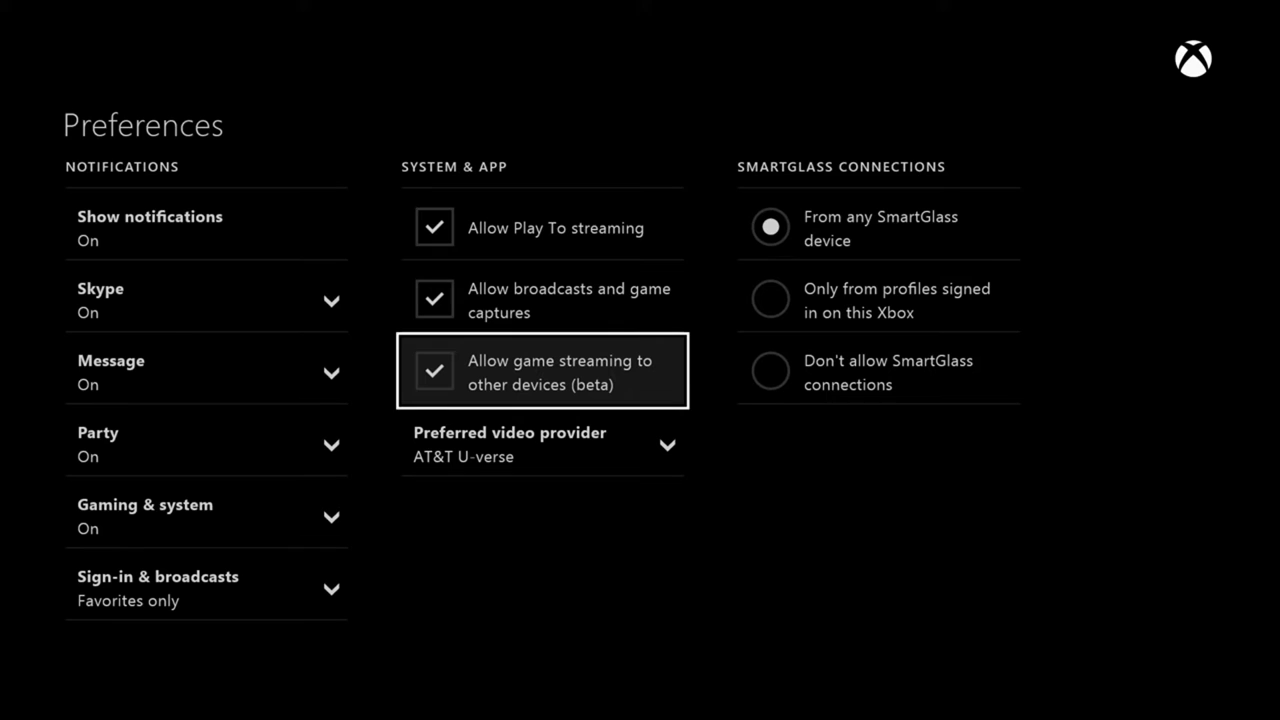 Preferences
NOTIFICATIONS
Show notifications
On
Skype
On
Message
On
Party
On
Gaming & system
On
Sign-in & broadcasts
Favorites only
SYSTEM & APP
Allow Play To streaming
Allow broadcasts and game
captures
Allow game streaming to
other devices (beta)
Preferred video provider
AT&T U-verse
SMARTGLASS CONNECTIONS
From any SmartGlass
device
Only from profiles signed
in on this Xbox
Don't allow SmartGlass
connections